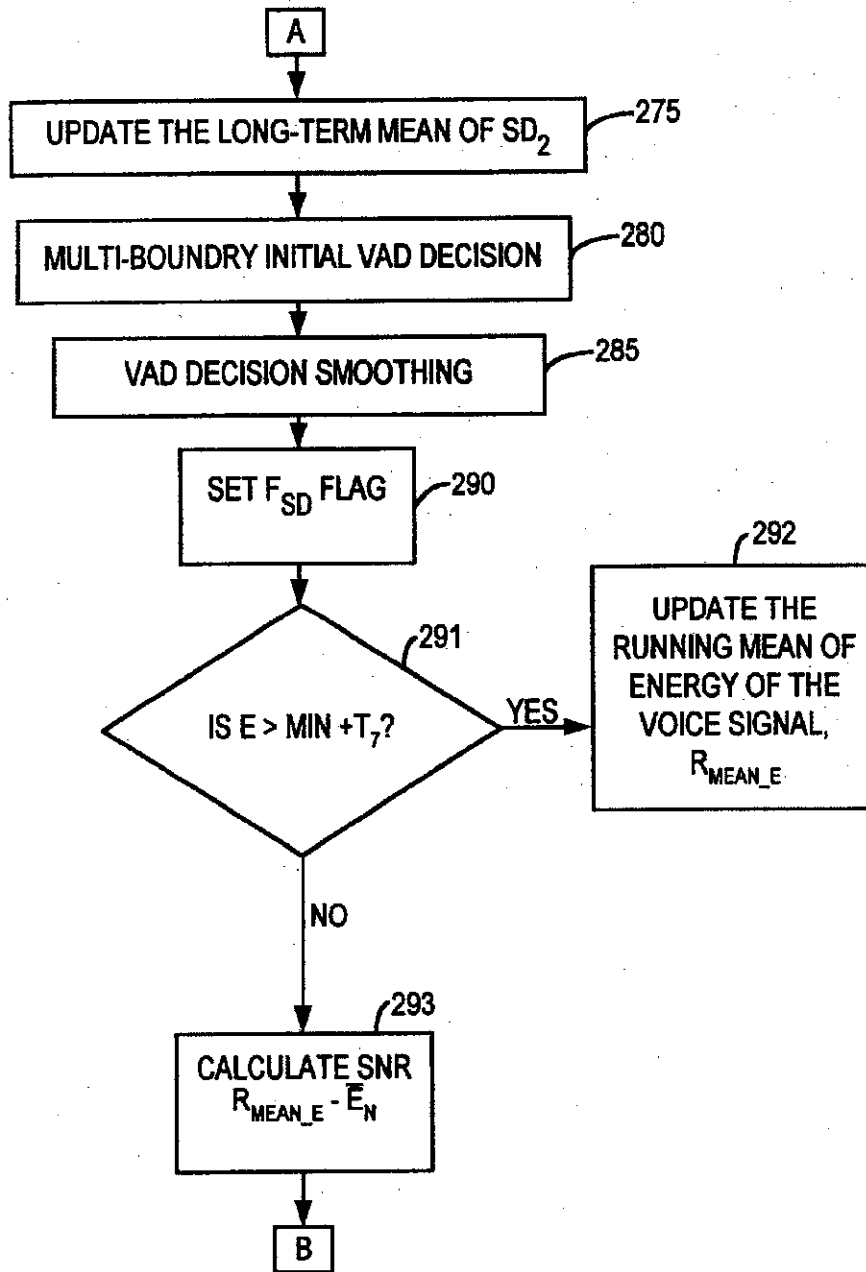 A
UPDATE THE LONG-TERM MEAN OF SD2
275
MULTI-BOUNDRY INITIAL VAD DECISION
280
VAD DECISION SMOOTHING
285
SET FSD FLAG
290
291
IS E > MIN +T7?
YES
292
UPDATE THE
RUNNING MEAN OF
ENERGY OF THE
VOICE SIGNAL,
RMEAN_E
NO
293
CALCULATE SNR
RMEAN_E - E̅N
B